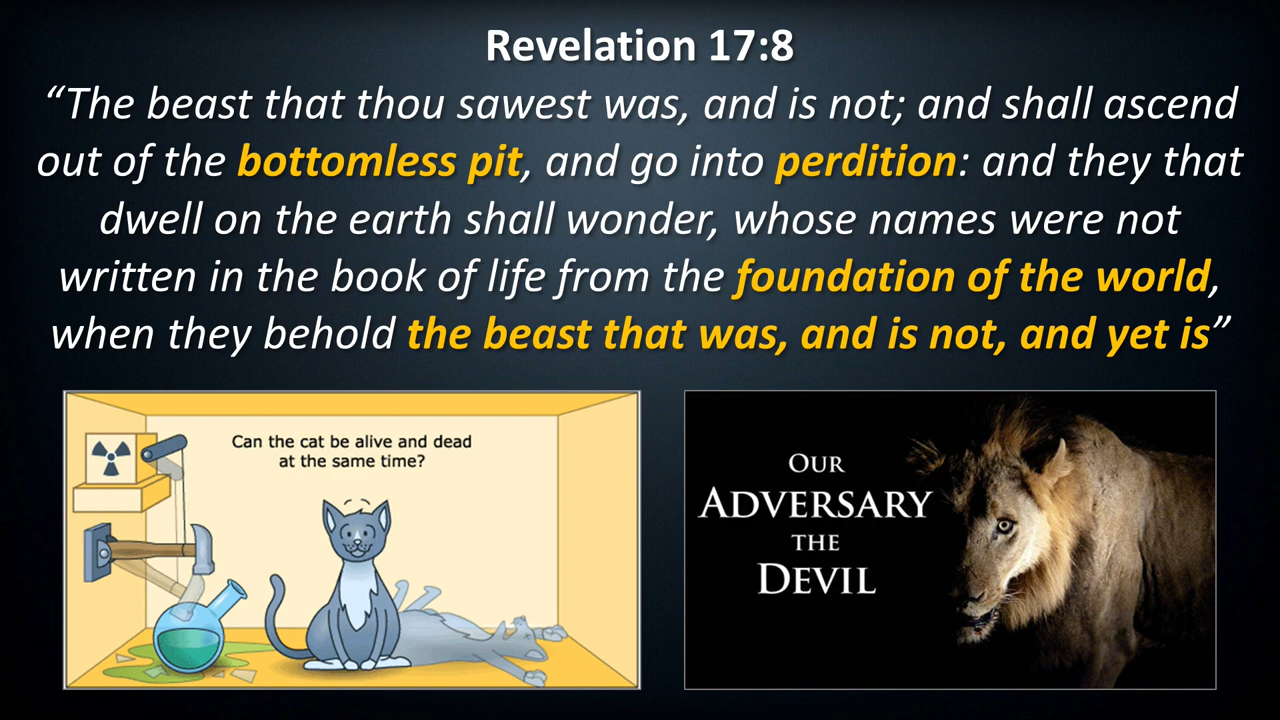 Revelation 17:8
“The beast that thou sawest was, and is not; and shall ascend
out of the bottomless pit, and go into perdition: and they that
dwell on the earth shall wonder, whose names were not
written in the book of life from the foundation of the world,
when they behold the beast that was, and is not, and yet is”
Can the cat be alive and dead
at the same time?
Our
Adversary
the
Devil